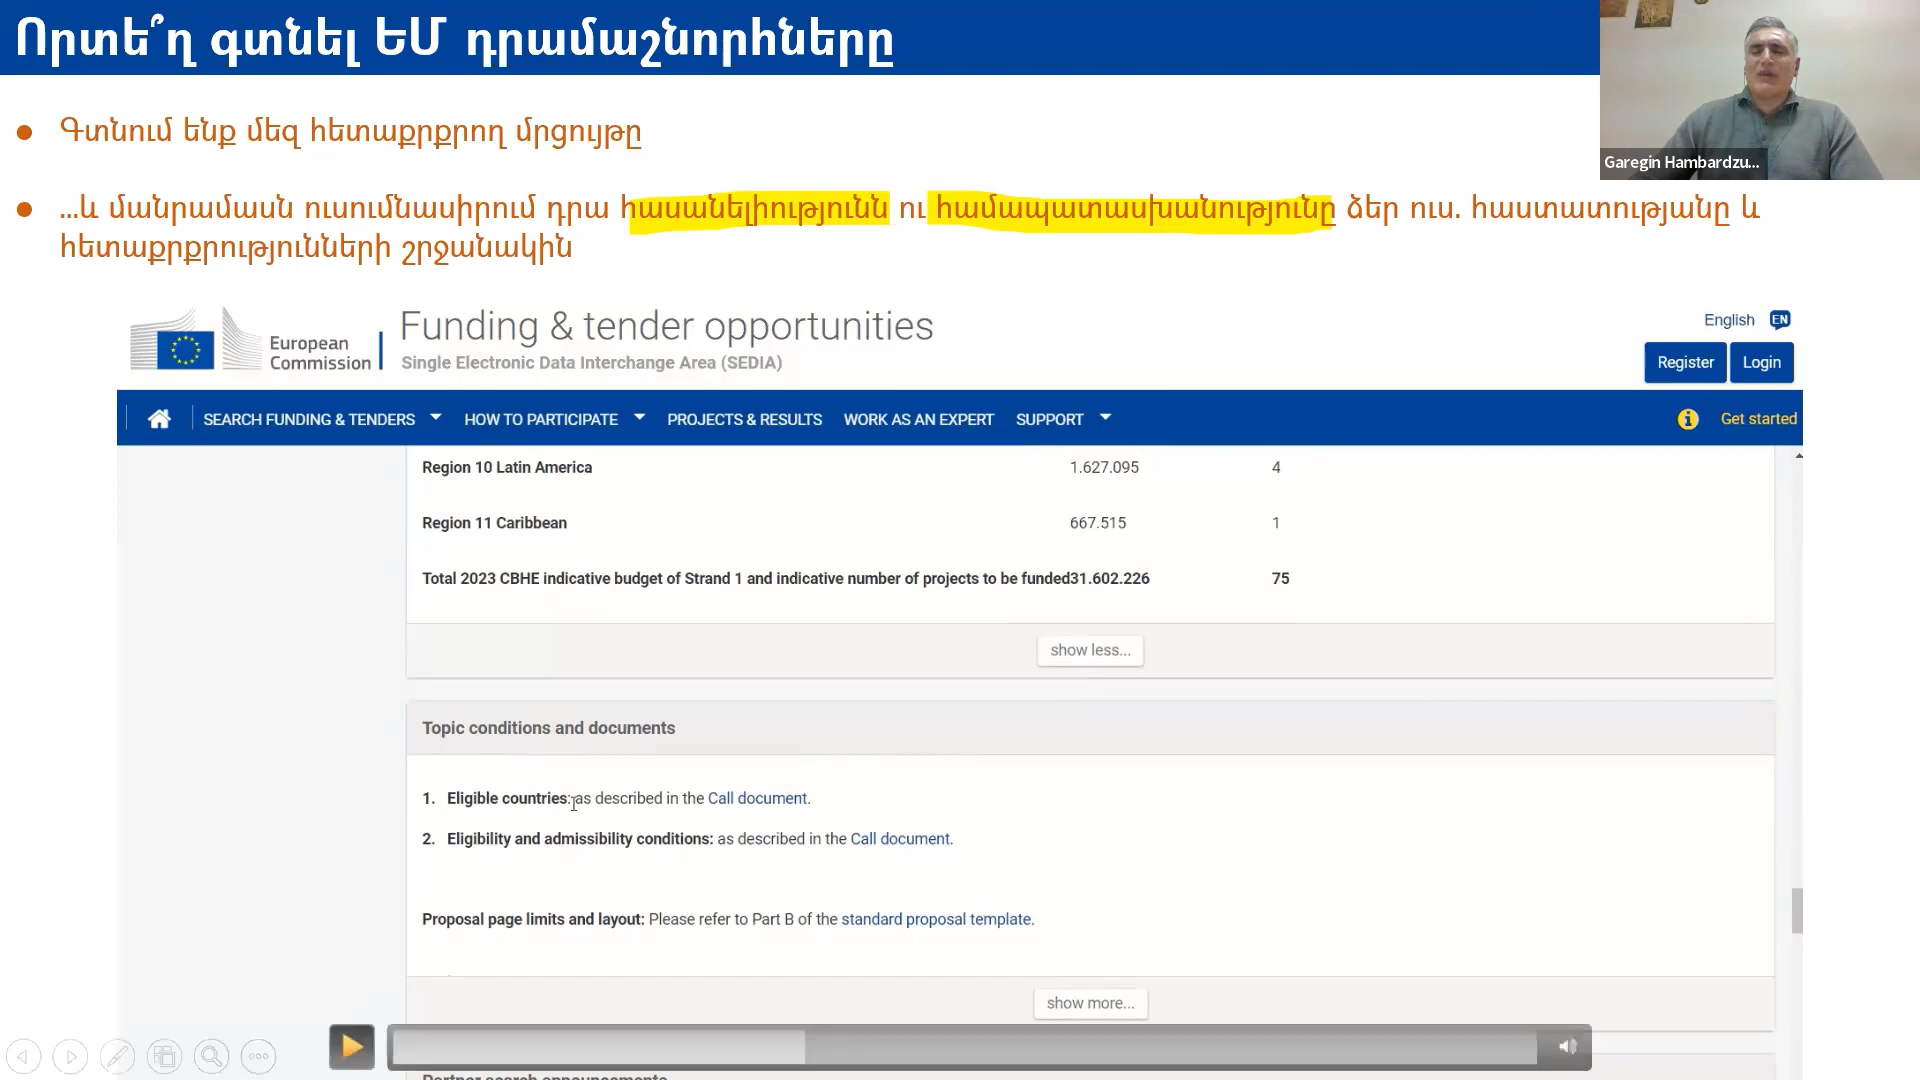 Որտե՞ղ գտնել ԵՄ դրամաշնորհները
Garegin Hambardzu...
● Գտնում ենք մեզ հետաքրքրող մրցույթը
● ...և մանրամասն ուսումնասիրում դրա հասանելիությունն ու համապատասխանությունը ձեր ուս. հաստատությանը և
հետաքրքրությունների շրջանակին
European
Commission
Funding & tender opportunities
Single Electronic Data Interchange Area (SEDIA)
English EN
Register Login
SEARCH FUNDING & TENDERS HOW TO PARTICIPATE PROJECTS & RESULTS WORK AS AN EXPERT SUPPORT Get started
Region 10 Latin America 1.627.095 4
Region 11 Caribbean 667.515 1
Total 2023 CBHE indicative budget of Strand 1 and indicative number of projects to be funded31.602.226 75
show less...
Topic conditions and documents
1. Eligible countries: as described in the Call document.
2. Eligibility and admissibility conditions: as described in the Call document.
Proposal page limits and layout: Please refer to Part B of the standard proposal template.
show more...
Partner search announcements